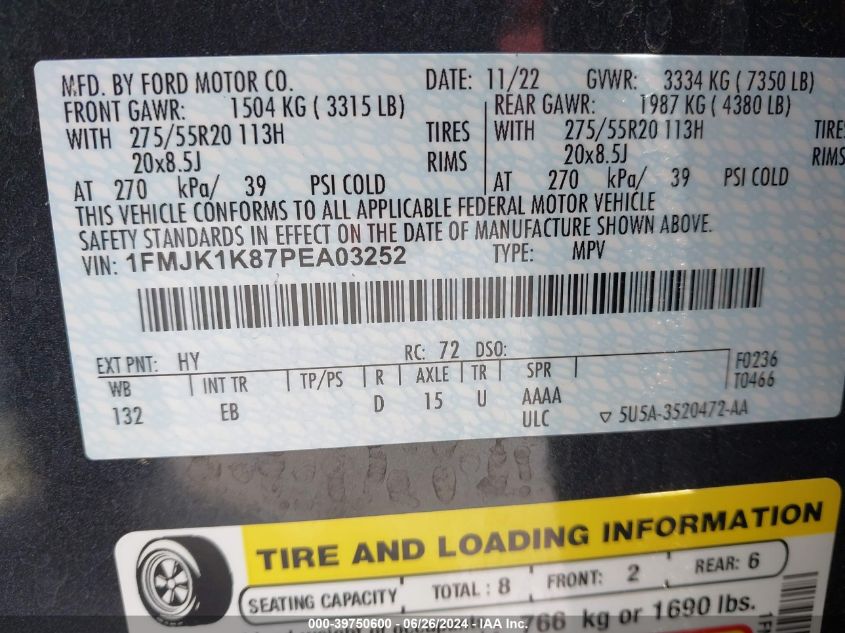 MFD. BY FORD MOTOR CO. DATE: 11/22 GVWR: 3334 KG ( 7350 LB)
FRONT GAWR: 1504 KG ( 3315 LB) REAR GAWR: 1987 KG ( 4380 LB)
WITH 275/55R20 113H TIRES WITH 275/55R20 113H TIRES
20x8.5J RIMS 20x8.5J RIMS
AT 270 kPa/ 39 PSI COLD AT 270 kPa/ 39 PSI COLD
THIS VEHICLE CONFORMS TO ALL APPLICABLE FEDERAL MOTOR VEHICLE
SAFETY STANDARDS IN EFFECT ON THE DATE OF MANUFACTURE SHOWN ABOVE.
VIN: 1FMJK1K87PEA03252 TYPE: MPV
EXT PNT: HY RC: 72 DSO:
WB INT TR TP/PS R AXLE TR SPR F0236
T0466
132 EB D 15 U AAAA
ULC 5U5A-3520472-AA
TIRE AND LOADING INFORMATION
SEATING CAPACITY TOTAL : 8 FRONT: 2 REAR: 6
766 kg or 1690 lbs.
000-39750600 - 06/26/2024 - IAA Inc.